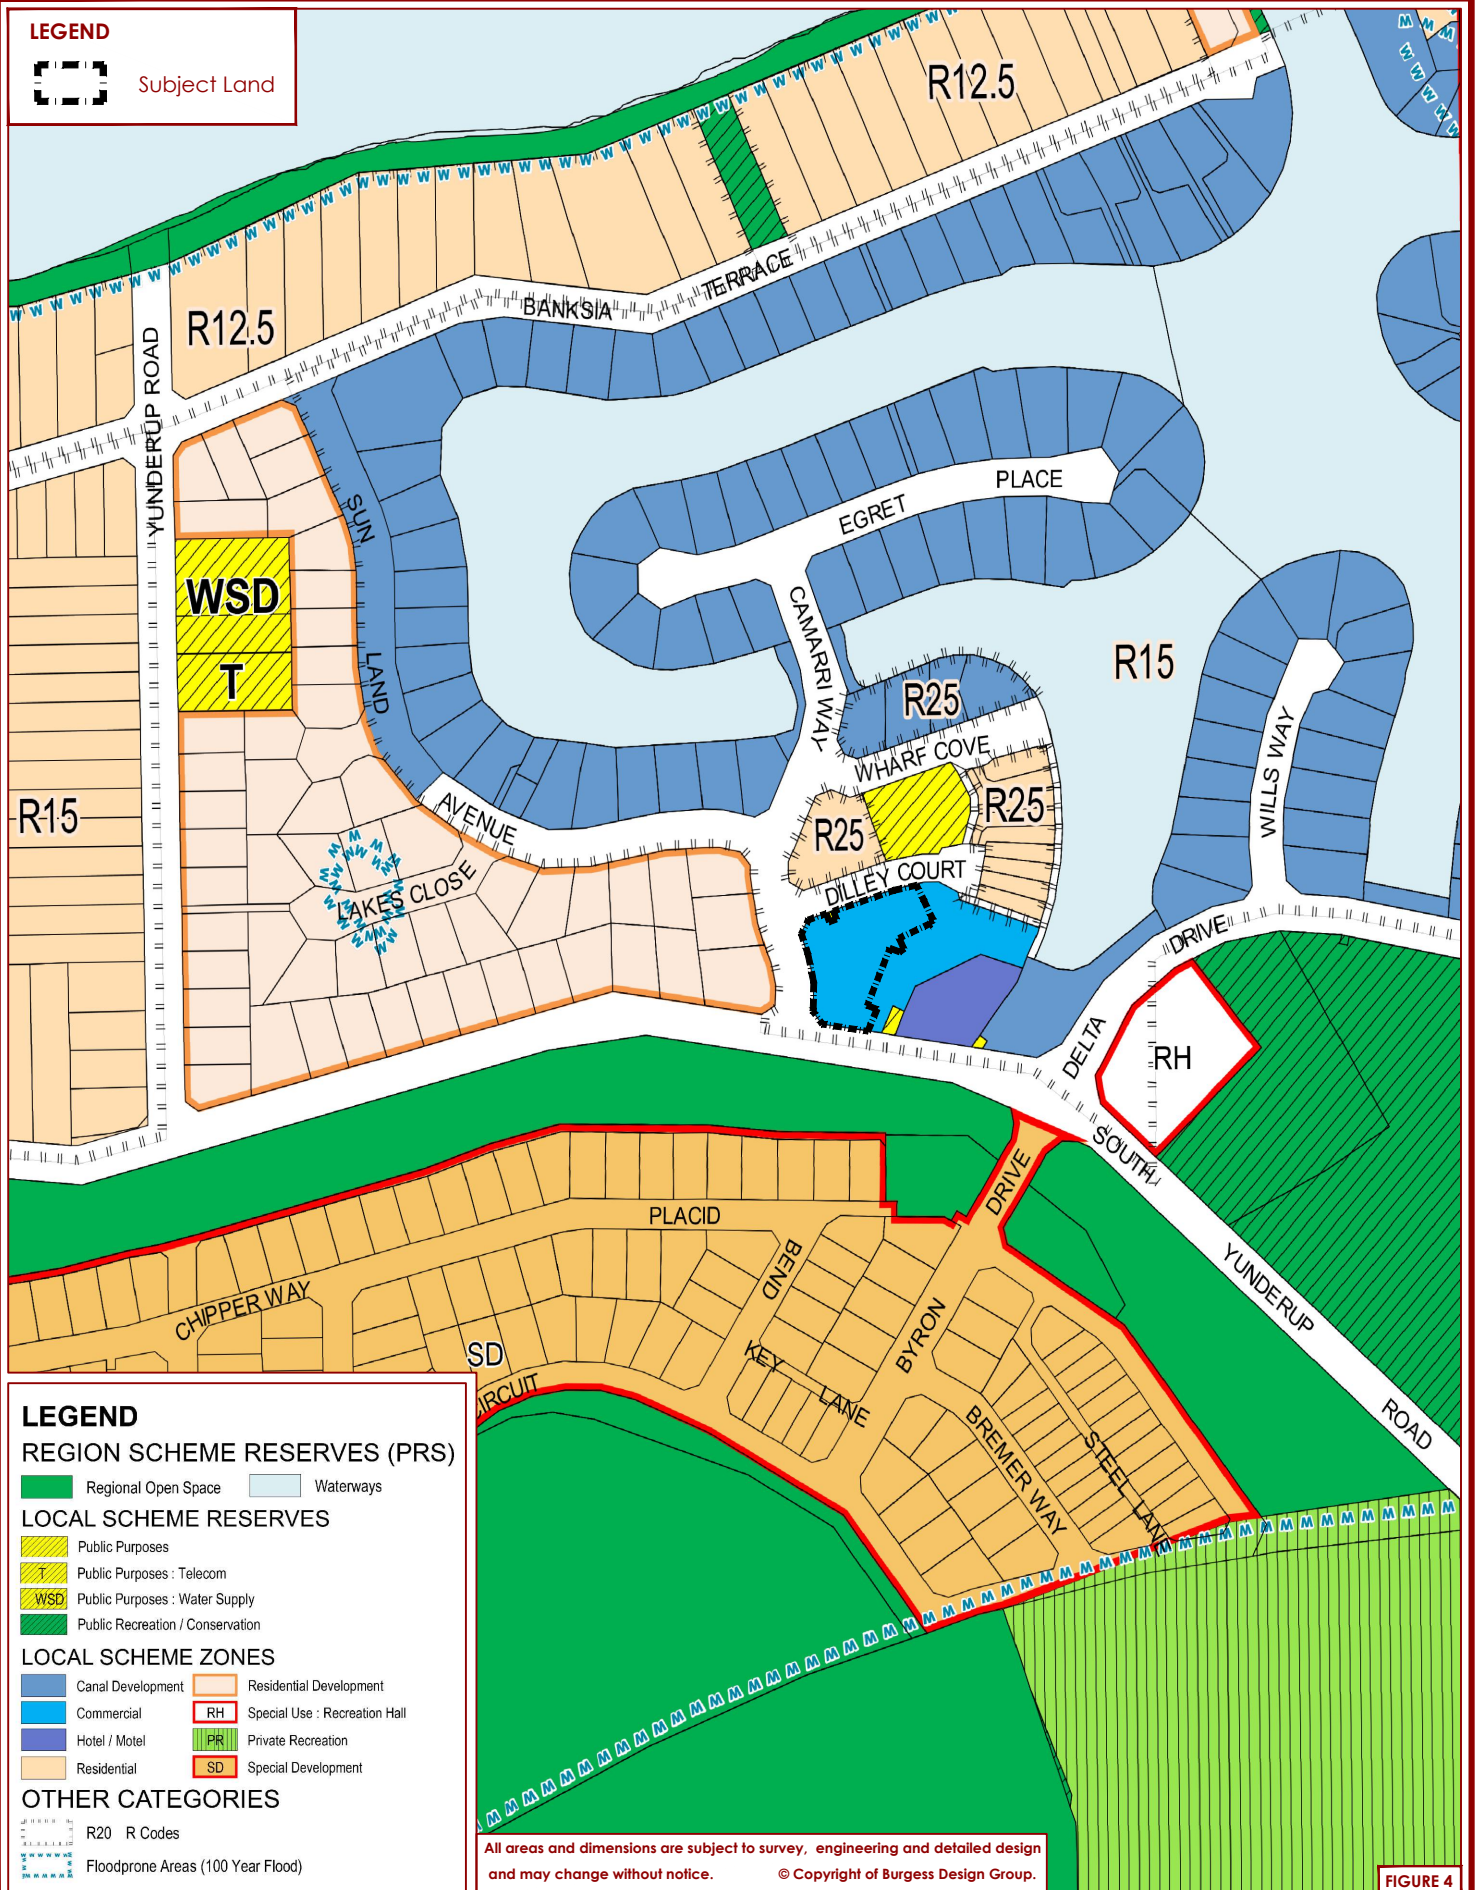 LEGEND
Subject Land
R12.5
R12.5
BANKSIA
TERRACE
YUNDERUP ROAD
SUN
LAND
AVENUE
WSD
T
R15
LAKES CLOSE
EGRET
PLACE
CAMARRI WAY
R25
WHARF COVE
R25
R25
DILLEY COURT
R15
WILLS WAY
DRIVE
DELTA
RH
SOUTH
YUNDERUP
ROAD
DRIVE
PLACID
BEND
CHIPPER WAY
BYRON
KEY
LANE
SD
BREMER WAY
STEEL LANE
LEGEND
REGION SCHEME RESERVES (PRS)
Regional Open Space
Waterways
LOCAL SCHEME RESERVES
Public Purposes
T Public Purposes : Telecom
WSD Public Purposes : Water Supply
Public Recreation / Conservation
LOCAL SCHEME ZONES
Canal Development
Residential Development
Commercial
RH Special Use : Recreation Hall
Hotel / Motel
PR Private Recreation
Residential
SD Special Development
OTHER CATEGORIES
R20 R Codes
Floodprone Areas (100 Year Flood)
All areas and dimensions are subject to survey, engineering and detailed design
and may change without notice. © Copyright of Burgess Design Group.
FIGURE 4